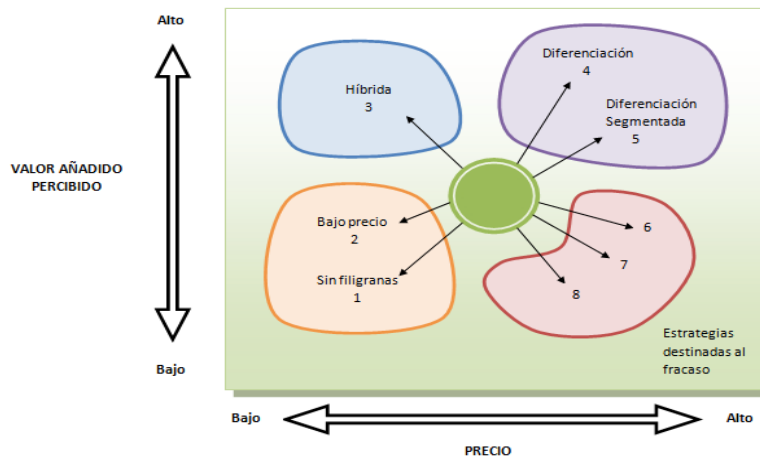 Alto
VALOR AÑADIDO
PERCIBIDO
Bajo
Híbrida
3
Diferenciación
4
Diferenciación
Segmentada
5
Bajo precio
2
Sin filigranas
1
6
7
8
Estrategias
destinadas al
fracaso
Bajo
Alto
PRECIO